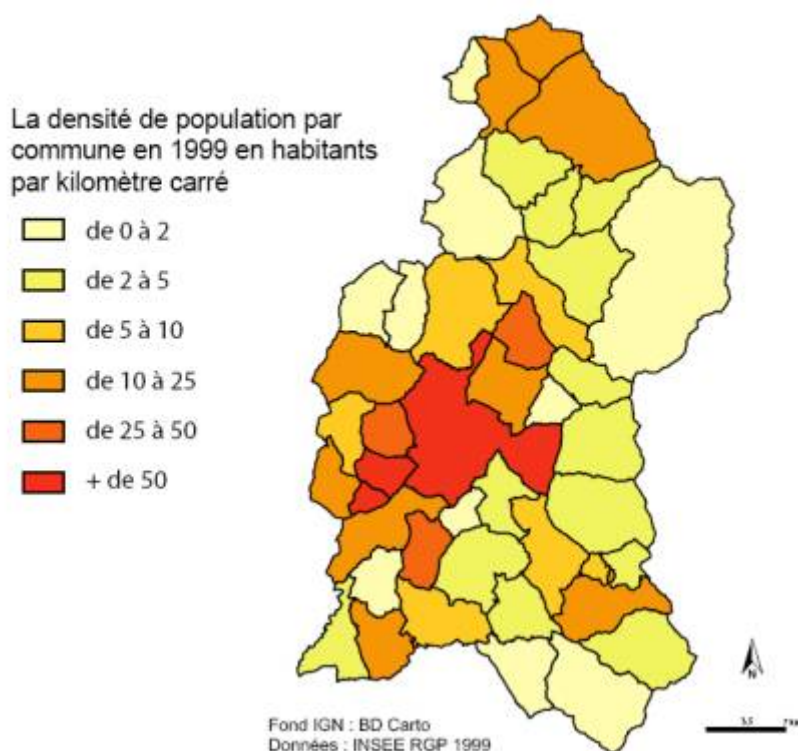 La densité de population par
commune en 1999 en habitants
par kilomètre carré
de 0 à 2
de 2 à 5
de 5 à 10
de 10 à 25
de 25 à 50
+ de 50
N
Fond IGN : BD Carto
Données : INSEE RGP 1999